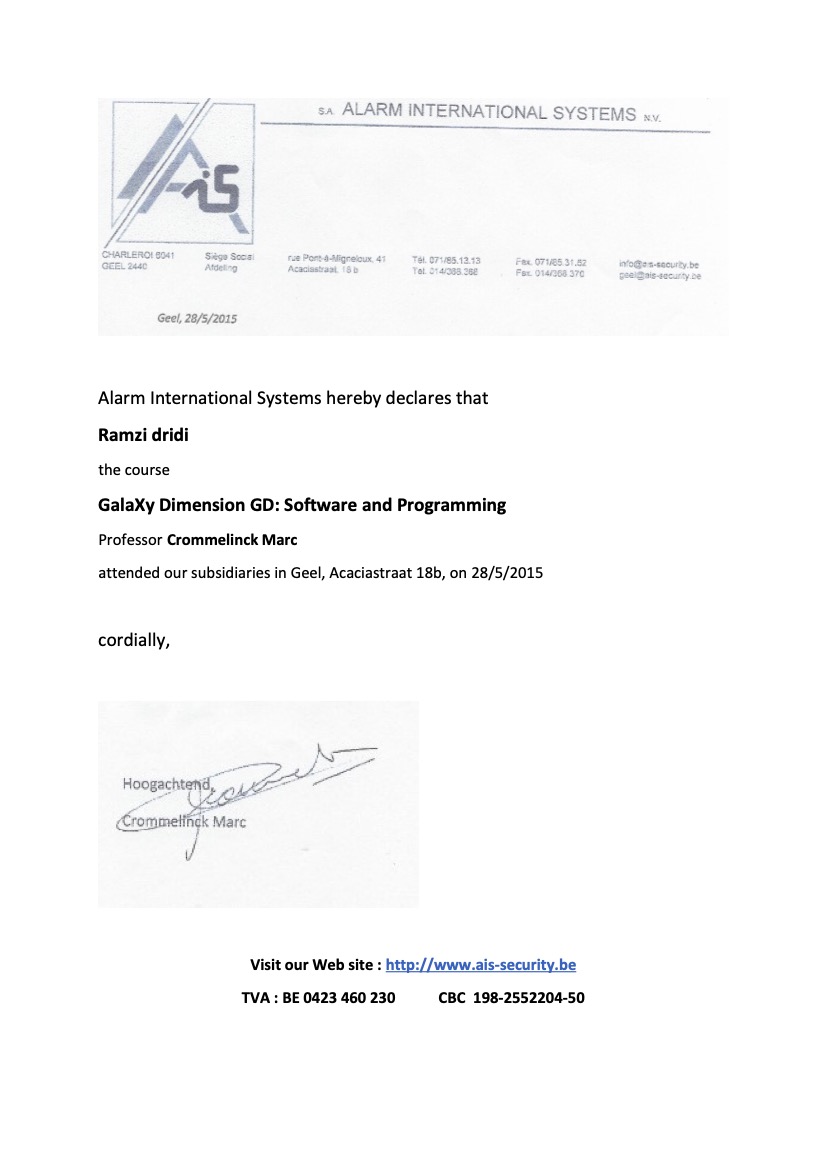 S.A. ALARM INTERNATIONAL SYSTEMS N.V.
AiS
CHARLEROI 6041 Siège Social rue Pont-à-Migneloux, 41 Tél. 071/85.13.13 Fax. 071/85.31.52 info@ais-security.be
GEEL 2440 Afdeling Acaciastraat, 18 b Tel. 014/368.368 Fax. 014/368.370 geel@ais-security.be
Geel, 28/5/2015
Alarm International Systems hereby declares that
Ramzi dridi
the course
GalaXy Dimension GD: Software and Programming
Professor Crommelinck Marc
attended our subsidiaries in Geel, Acaciastraat 18b, on 28/5/2015
cordially,
Hoogachtend,
Crommelinck Marc
Visit our Web site : http://www.ais-security.be
TVA : BE 0423 460 230 CBC 198-2552204-50